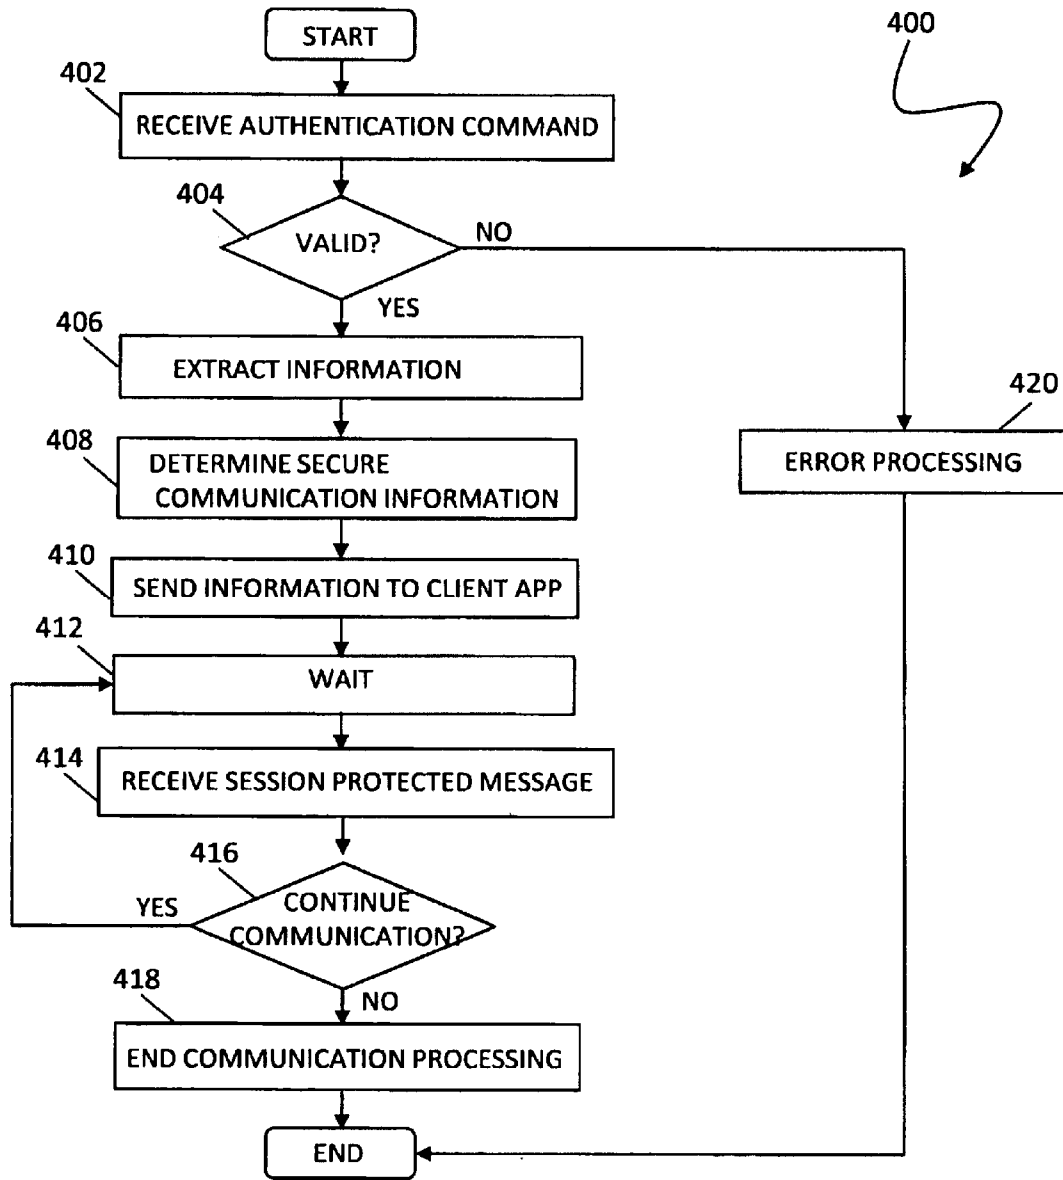 START
400
402
RECEIVE AUTHENTICATION COMMAND
404
VALID?
NO
YES
406
EXTRACT INFORMATION
420
ERROR PROCESSING
408
DETERMINE SECURE
COMMUNICATION INFORMATION
410
SEND INFORMATION TO CLIENT APP
412
WAIT
414
RECEIVE SESSION PROTECTED MESSAGE
416
YES
CONTINUE
COMMUNICATION?
NO
418
END COMMUNICATION PROCESSING
END